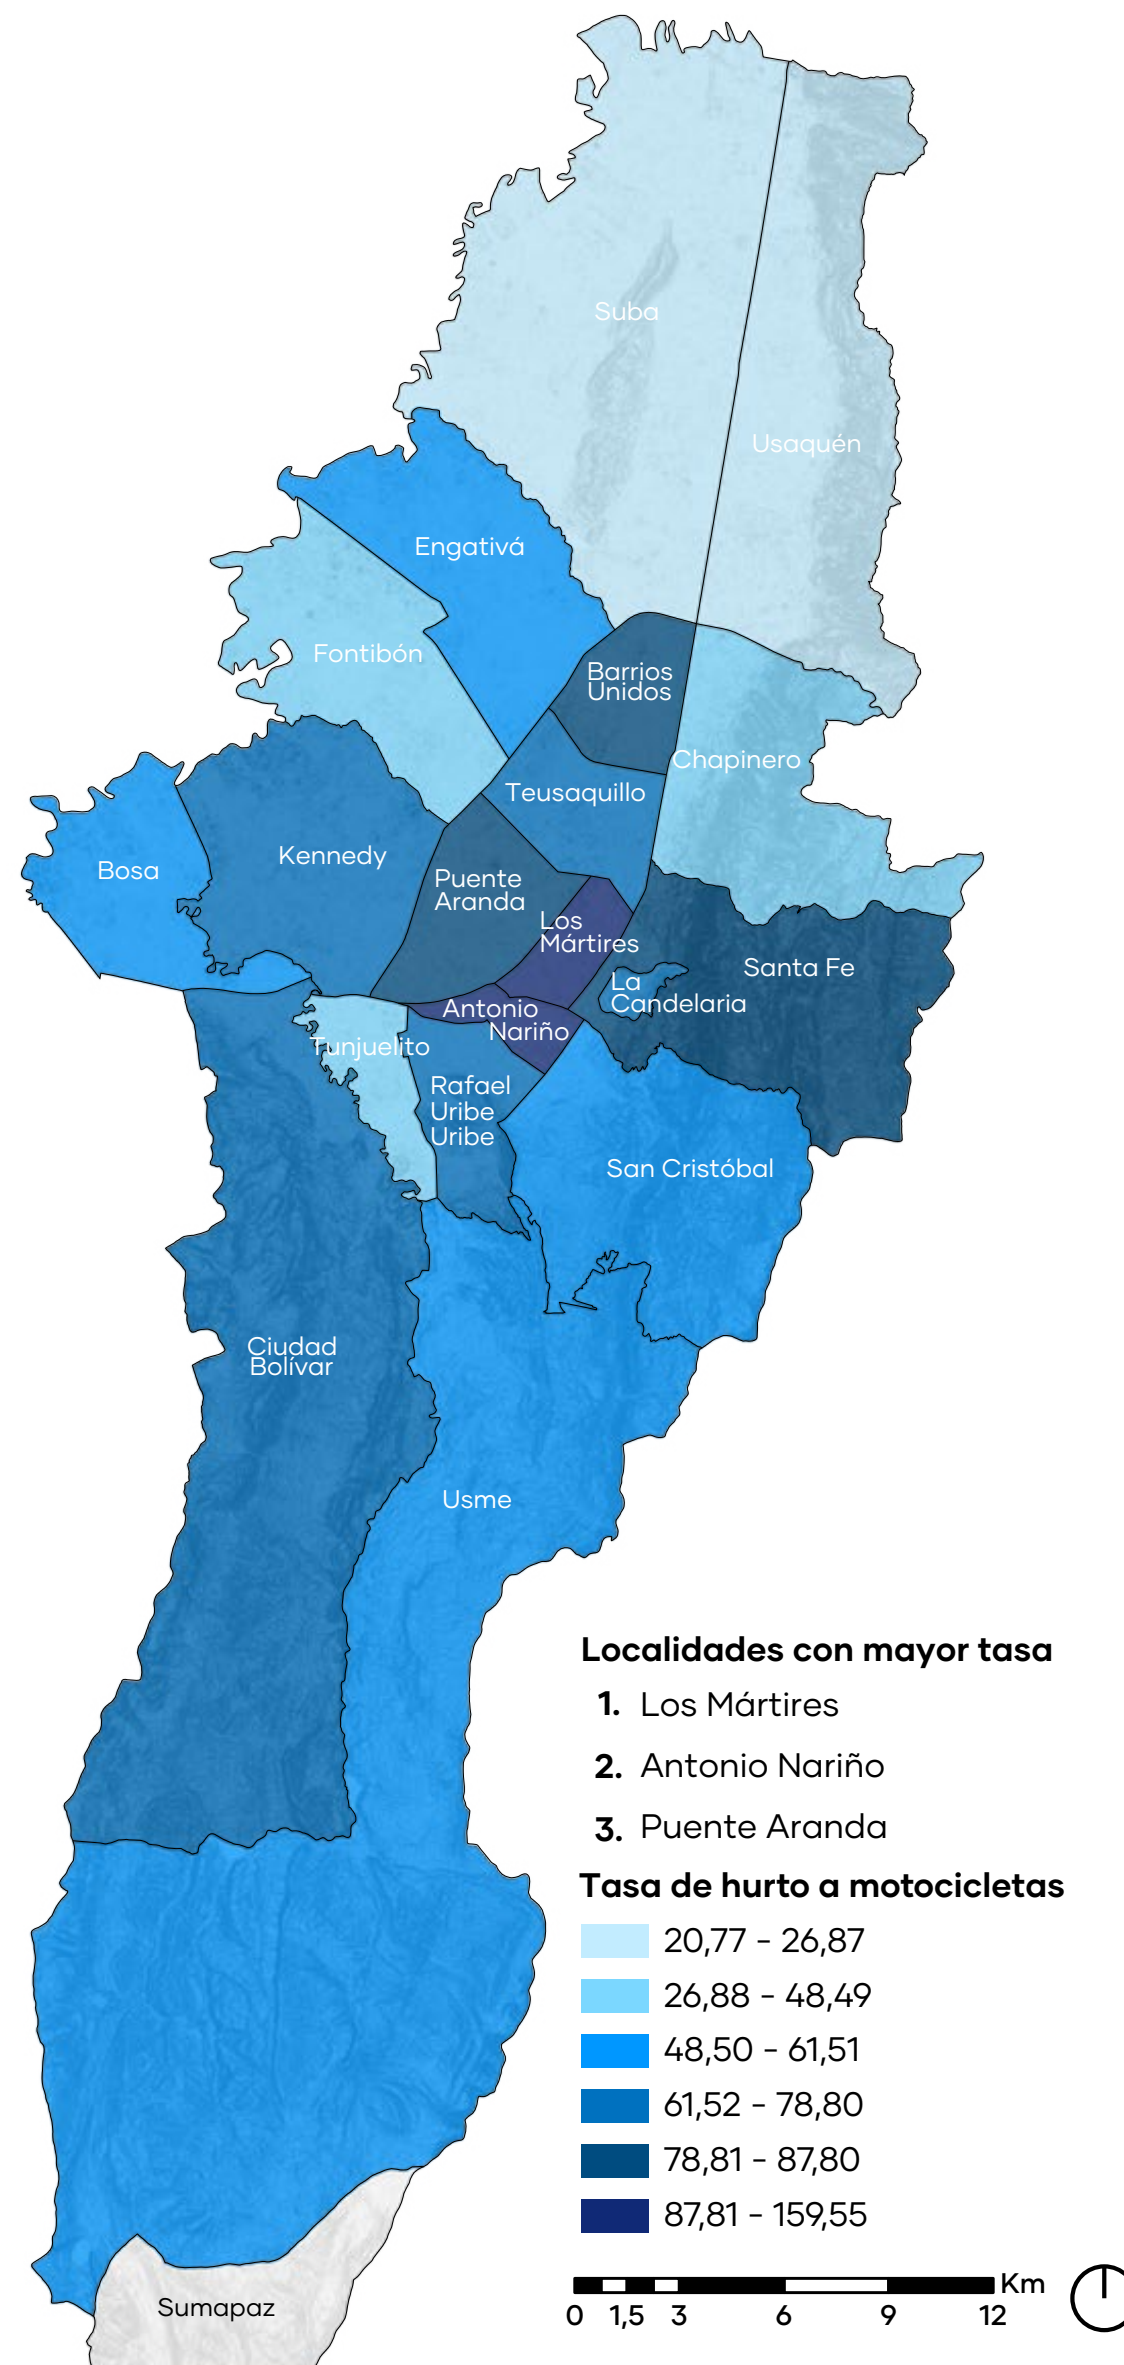 Suba
Usaquén
Engativá
Fontibón
Barrios
Unidos
Chapinero
Teusaquillo
Kennedy
Bosa
Puente
Aranda
Los
Mártires
Santa Fe
La
Candelaria
Antonio
Nariño
Tunjuelito
Rafael
Uribe
Uribe
San Cristóbal
Ciudad
Bolívar
Usme
Localidades con mayor tasa
1. Los Mártires
2. Antonio Nariño
3. Puente Aranda
Tasa de hurto a motocicletas
20,77 - 26,87
26,88 - 48,49
48,50 - 61,51
61,52 - 78,80
78,81 - 87,80
87,81 - 159,55
Km
0 1,5 3 6 9 12
Sumapaz